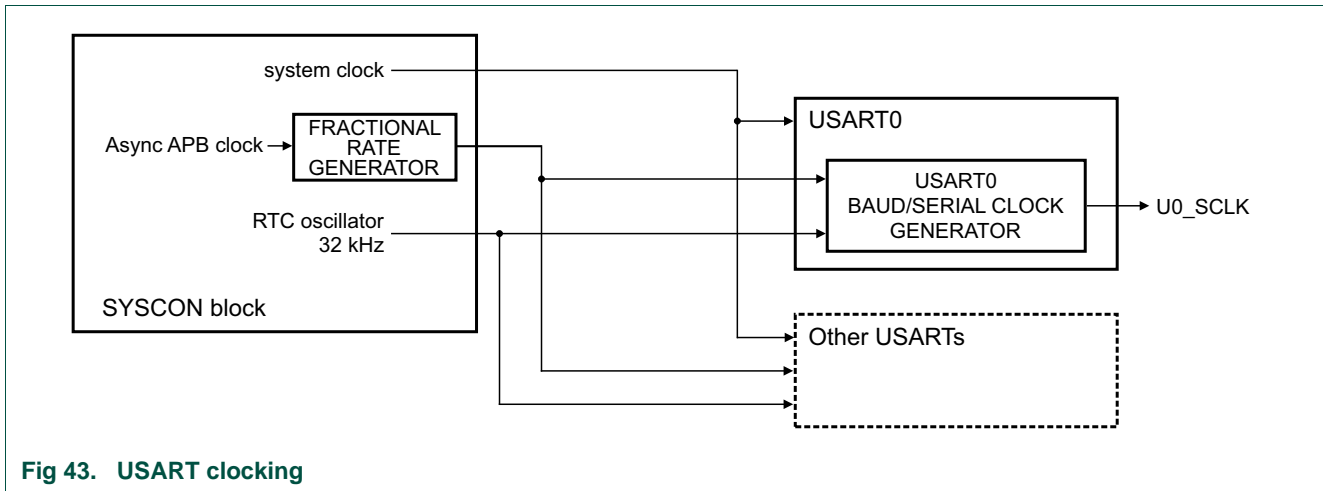 system clock
Async APB clock
FRACTIONAL
RATE
GENERATOR
RTC oscillator
32 kHz
SYSCON block
USART0
USART0
BAUD/SERIAL CLOCK
GENERATOR
U0_SCLK
Other USARTs
Fig 43. USART clocking